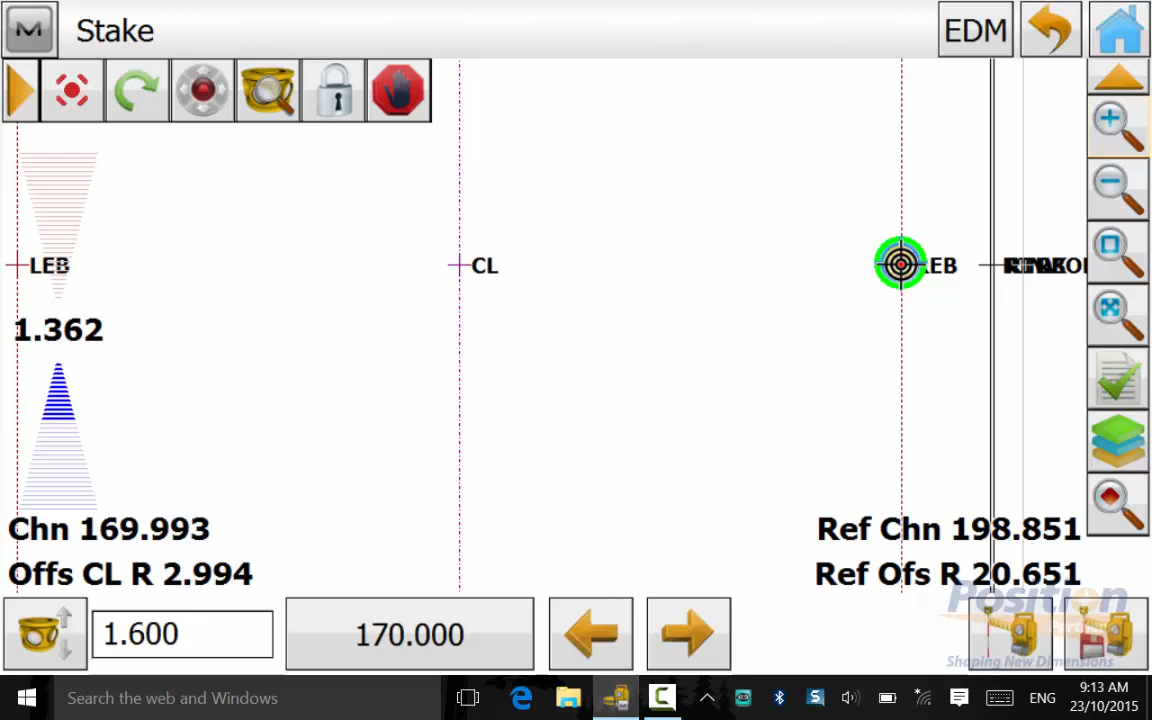 Stake
EDM
LEB
CL
REB
1.362
Chn 169.993
Ref Chn 198.851
Offs CL R 2.994
Ref Ofs R 20.651
1.600
170.000
Position
Shaping New Dimensions
Search the web and Windows
ENG
9:13 AM
23/10/2015